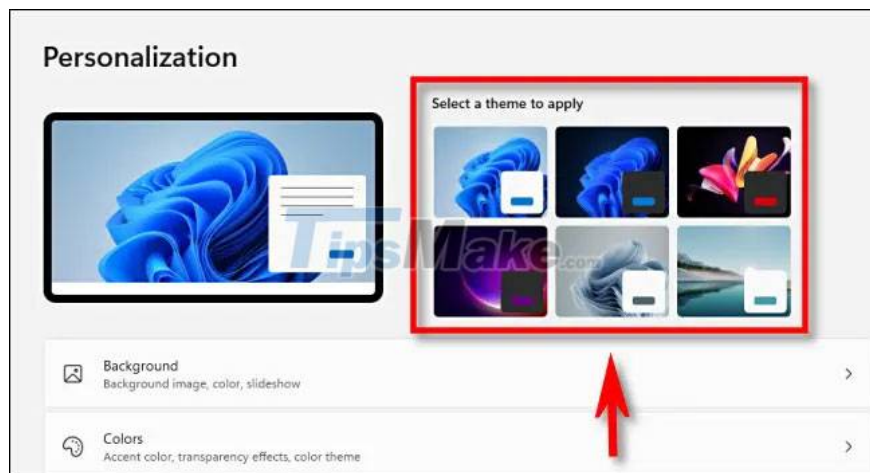 Personalization
Select a theme to apply
TipsMake.com
Background
Background image, color, slideshow
Colors
Accent color, transparency effects, color theme